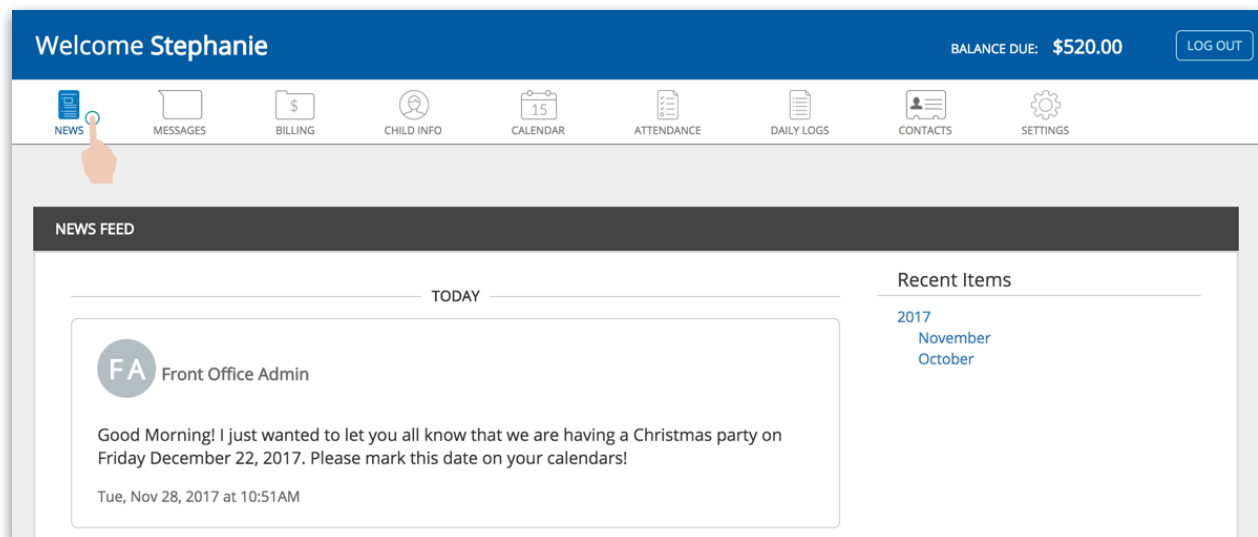 Welcome Stephanie
BALANCE DUE: $520.00
LOG OUT
NEWS
MESSAGES
$
BILLING
CHILD INFO
15
CALENDAR
ATTENDANCE
DAILY LOGS
CONTACTS
SETTINGS
NEWS FEED
TODAY
FA
Front Office Admin
Good Morning! I just wanted to let you all know that we are having a Christmas party on
Friday December 22, 2017. Please mark this date on your calendars!
Tue, Nov 28, 2017 at 10:51AM
Recent Items
2017
November
October